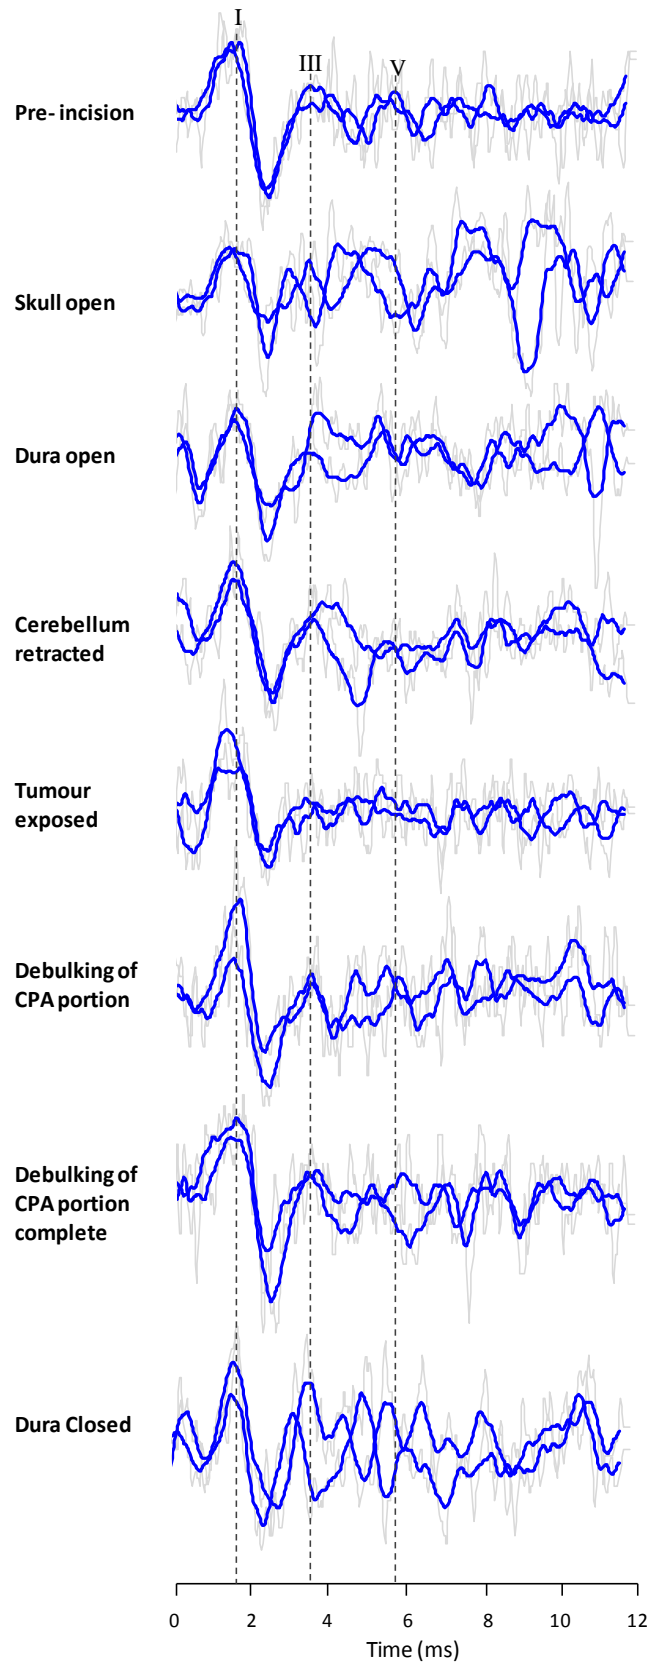 I
III
V
Pre- incision
Skull open
Dura open
Cerebellum
retracted
Tumour
exposed
Debulking of
CPA portion
Debulking of
CPA portion
complete
Dura Closed
0 2 4 6 8 10 12
Time (ms)